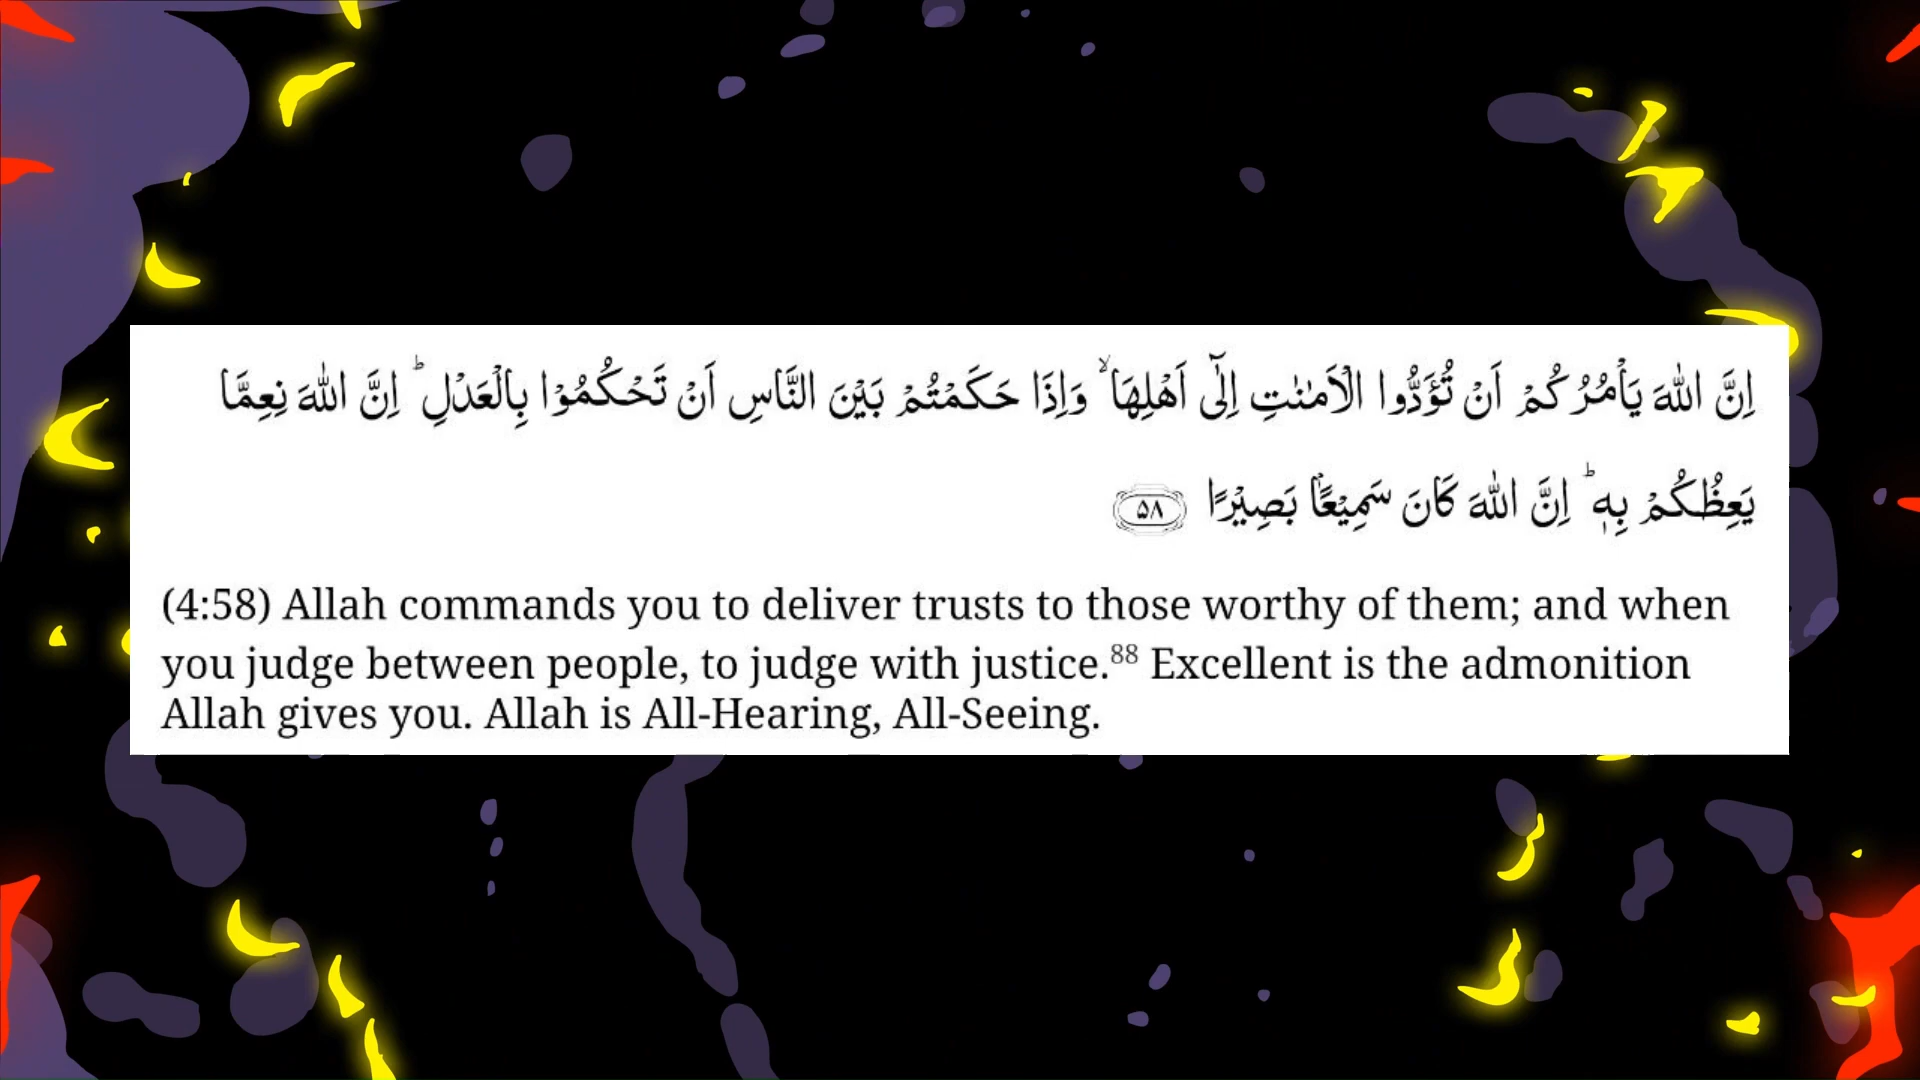 اِنَّ اللّٰهَ يَاْمُرُكُمْ اَنْ تُؤَدُّوا الْاَمٰنٰتِ اِلٰٓى اَهْلِهَا ۙ وَاِذَا حَكَمْتُمْ بَيْنَ النَّاسِ اَنْ تَحْكُمُوْا بِالْعَدْلِ ؕ اِنَّ اللّٰهَ نِعِمَّا
يَعِظُكُمْ بِهٖ ؕ اِنَّ اللّٰهَ كَانَ سَمِيْعًۢا بَصِيْرًا ۵۸
(4:58) Allah commands you to deliver trusts to those worthy of them; and when
you judge between people, to judge with justice.88 Excellent is the admonition
Allah gives you. Allah is All-Hearing, All-Seeing.